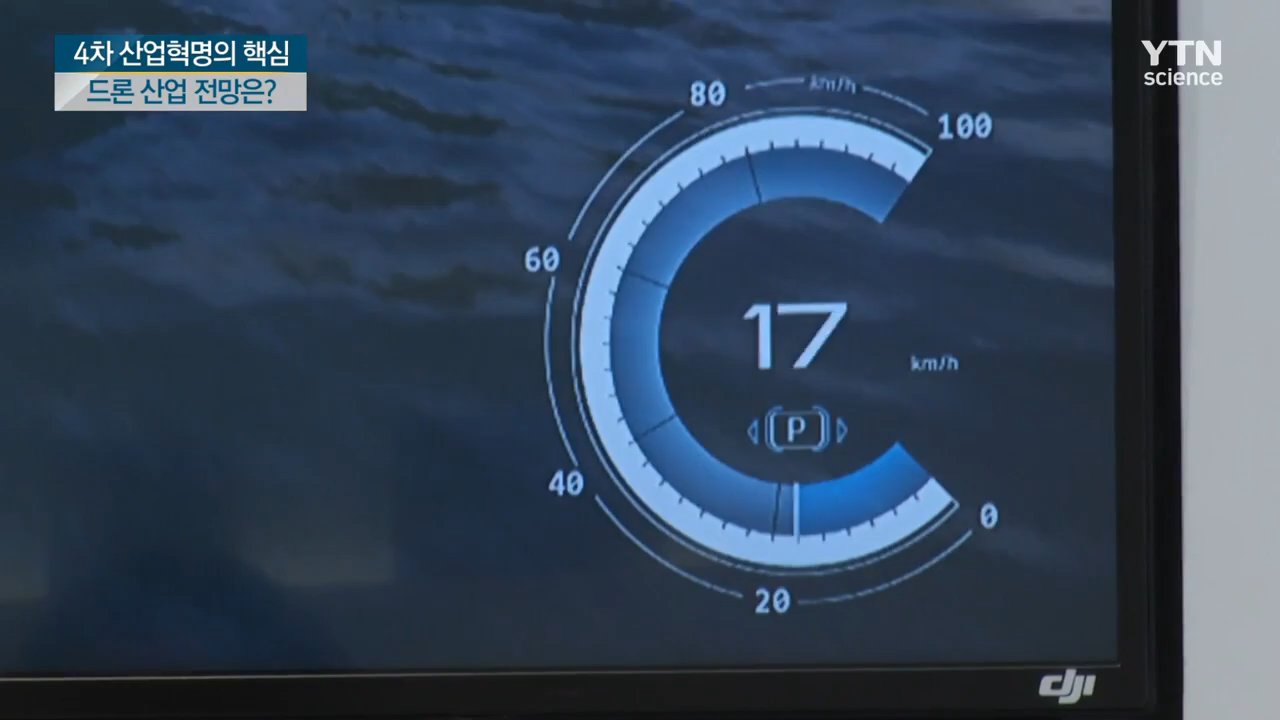 4차 산업혁명의 핵심
드론 산업 전망은?
YTN
science
80
km/h
100
60
17
km/h
P
40
0
20
dji